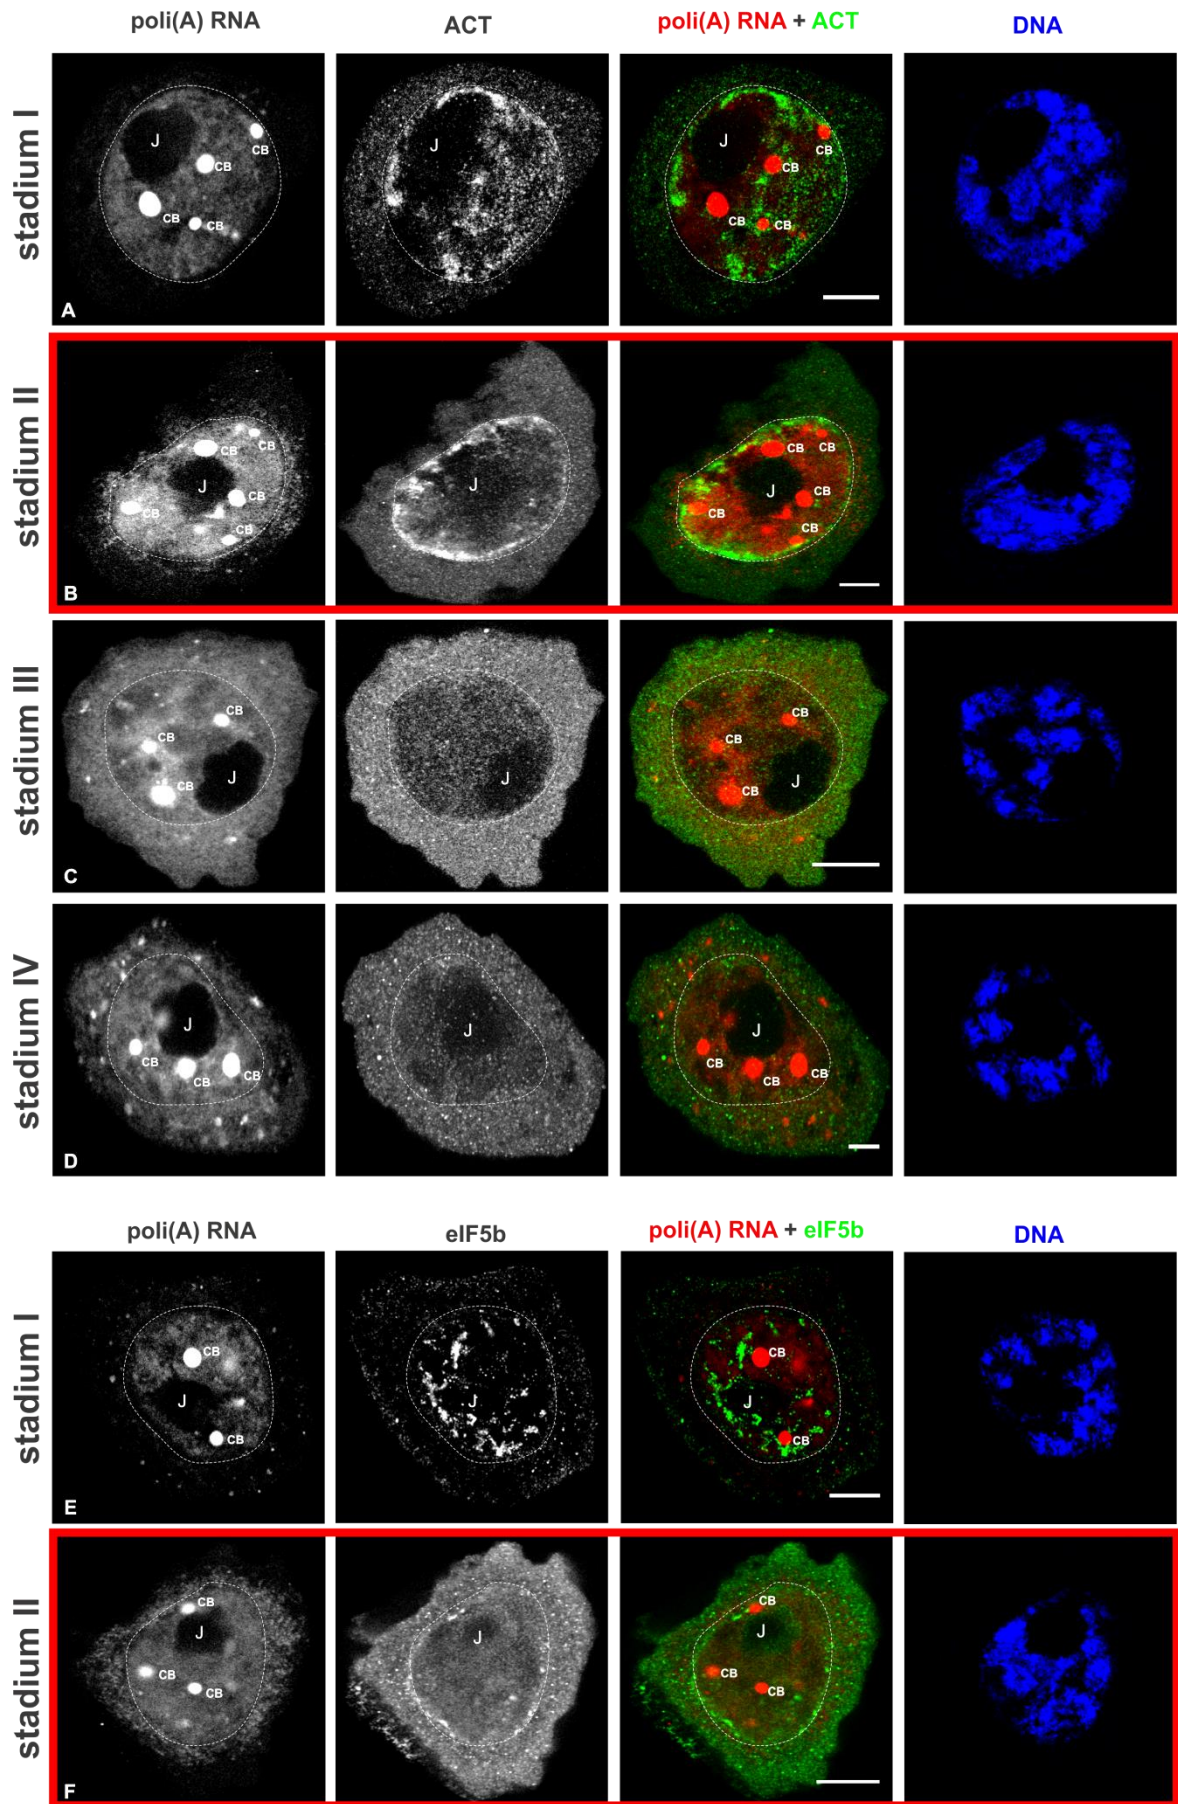 poli(A) RNA ACT poli(A) RNA + ACT DNA
stadium I
J CB CB CB CB
J
J CB CB CB CB
A
stadium II
CB CB J CB CB CB
J
CB CB J CB CB CB
B
stadium III
CB CB CB J
J
CB CB CB J
C
stadium IV
J CB CB CB
J
J CB CB CB
D
poli(A) RNA eIF5b poli(A) RNA + eIF5b DNA
stadium I
CB J CB
J
CB J CB
E
stadium II
CB J CB CB
J
CB J CB CB
F